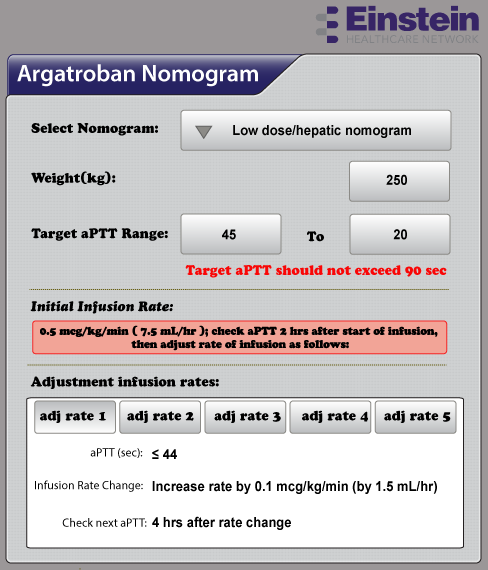 Einstein
HEALTHCARE NETWORK
Argatroban Nomogram
Select Nomogram: Low dose/hepatic nomogram
Weight(kg): 250
Target aPTT Range: 45 To 20
Target aPTT should not exceed 90 sec
Initial Infusion Rate:
0.5 mcg/kg/min ( 7.5 mL/hr ); check aPTT 2 hrs after start of infusion,
then adjust rate of infusion as follows:
Adjustment infusion rates:
adj rate 1 adj rate 2 adj rate 3 adj rate 4 adj rate 5
aPTT (sec): ≤ 44
Infusion Rate Change: Increase rate by 0.1 mcg/kg/min (by 1.5 mL/hr)
Check next aPTT: 4 hrs after rate change